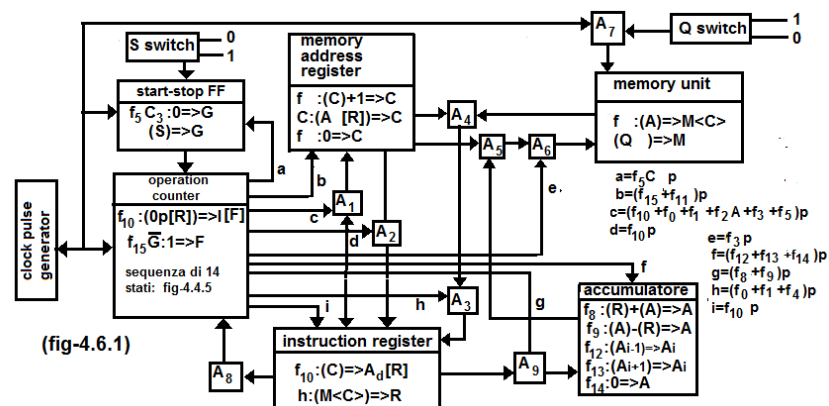 S switch
0
1
start-stop FF
f5 C3:0=>G
(S)=>G
clock pulse generator
operation counter
f10:(0p[R])=>I[F]
f15G̅:1=>F
sequenza di 14
stati: fig-4.4.5
(fig-4.6.1)
memory
address
register
f :(C)+1=>C
C:(A [R])=>C
f :0=>C
A1
A2
A3
A4
A5
A6
A7
A8
A9
a
b
c
d
e
f
g
h
i
instruction register
f10:(C)=>Ad[R]
h:(M<C>)=>R
Q switch
1
0
memory unit
f :(A)=>M<C>
(Q )=>M
a=f5C p
b=(f15+f11)p
c=(f10+f0+f1 +f2A+f3+f5)p
d=f10p
e=f3 p
f=(f12+f13 +f14)p
g=(f8+f9)p
h=(f0+f1+f4)p
i=f10 p
accumulatore
f8:(R)+(A)=>A
f9:(A)-(R)=>A
f12:(Ai-1)=>Ai
f13:(Ai+1)=>Ai
f14:0=>A